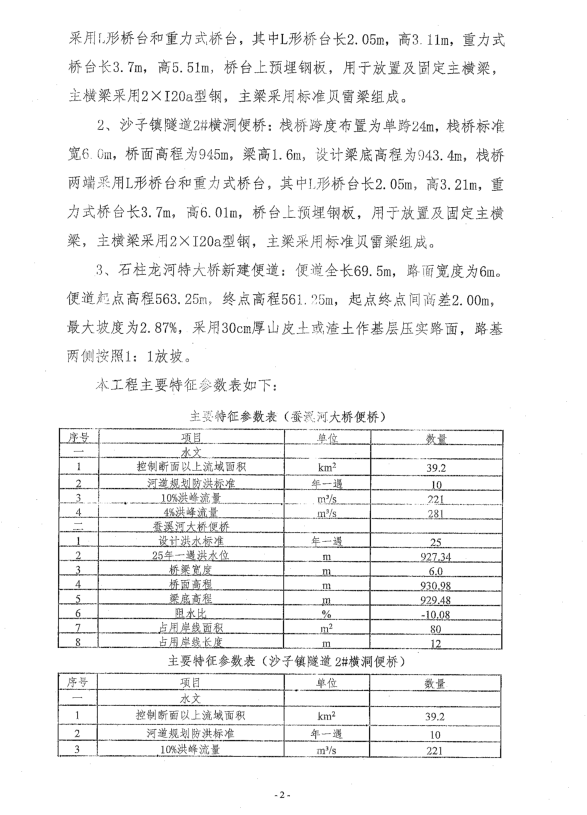 采用L形桥台和重力式桥台，其中L形桥台长2.05m，高3.11m，重力式
桥台长3.7m，高5.51m，桥台上预埋钢板，用于放置及固定主横梁，
主横梁采用2×I20a型钢，主梁采用标准贝雷梁组成。
2、沙子镇隧道2#横洞便桥：栈桥跨度布置为单跨24m，栈桥标准
宽6.0m，桥面高程为945m，梁高1.6m，设计梁底高程为943.4m，栈桥
两端采用L形桥台和重力式桥台，其中L形桥台长2.05m，高3.21m，重
力式桥台长3.7m，高6.01m，桥台上预埋钢板，用于放置及固定主横
梁，主横梁采用2×I20a型钢，主梁采用标准贝雷梁组成。
3、石柱龙河特大桥新建便道：便道全长69.5m，路面宽度为6m。
便道起点高程563.25m，终点高程561.25m，起点终点间高差2.00m，
最大坡度为2.87%，采用30cm厚山皮土或渣土作基层压实路面，路基
两侧按照1：1放坡。
本工程主要特征参数表如下：
主要特征参数表（蚕溪河大桥便桥）
序号 项目 单位 数量
一 水文
1 控制断面以上流域面积 km² 39.2
2 河道规划防洪标准 年一遇 10
3 10%洪峰流量 m³/s 221
4 4%洪峰流量 m³/s 281
二 蚕溪河大桥便桥
1 设计洪水标准 年一遇 25
2 25年一遇洪水位 m 927.34
3 桥梁宽度 m 6.0
4 桥面高程 m 930.98
5 梁底高程 m 929.48
6 阻水比 % -10.08
7 占用岸线面积 m² 80
8 占用岸线长度 m 12
主要特征参数表（沙子镇隧道 2#横洞便桥）
序号 项目 单位 数量
一 水文
1 控制断面以上流域面积 km² 39.2
2 河道规划防洪标准 年一遇 10
3 10%洪峰流量 m³/s 221
- 2 -